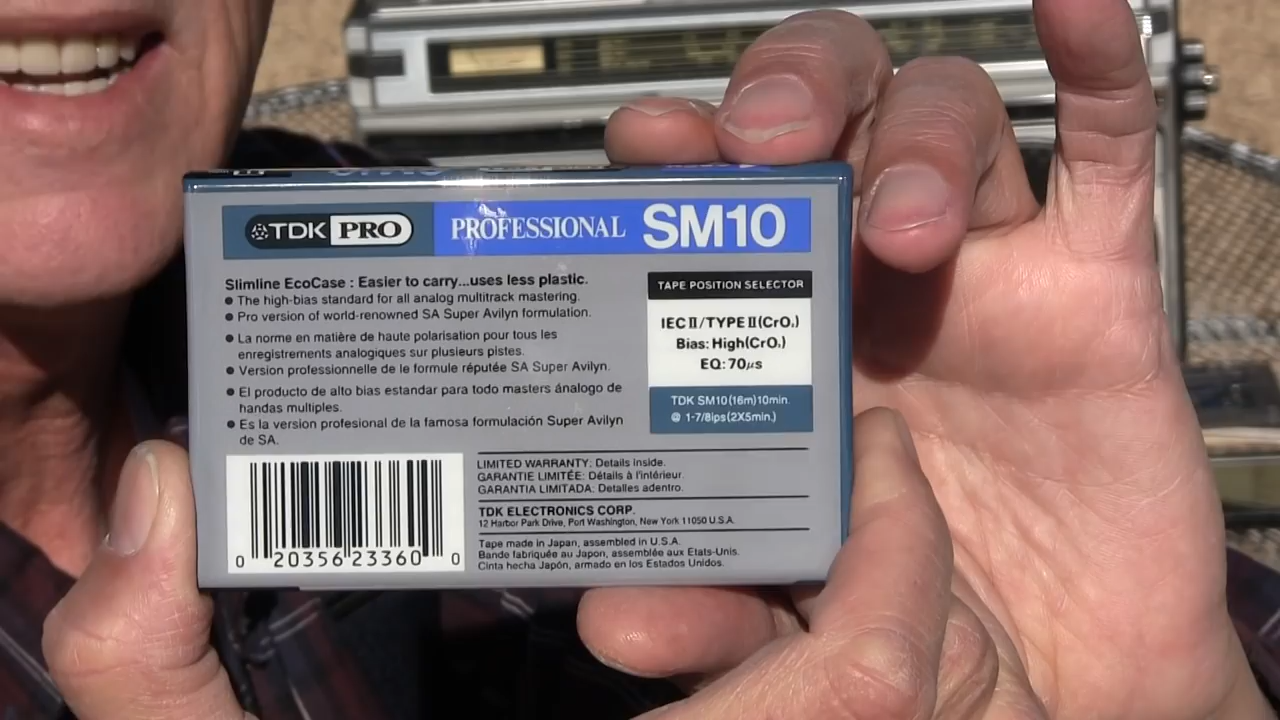 TDK PRO PROFESSIONAL SM10
Slimline EcoCase : Easier to carry...uses less plastic.
● The high-bias standard for all analog multitrack mastering.
● Pro version of world-renowned SA Super Avilyn formulation.
● La norme en matière de haute polarisation pour tous les
enregistrements analogiques sur plusieurs pistes.
● Version professionnelle de la formule réputée SA Super Avilyn.
● El producto de alto bias estandar para todo masters análogo de
handas multiples.
● Es la version profesional de la famosa formulación Super Avilyn
de SA.
TAPE POSITION SELECTOR
IEC II/TYPE II(CrO₂)
Bias: High(CrO₂)
EQ: 70μs
TDK SM10(16m)10min.
@ 1-7/8ips(2X5min.)
0 20356 23360 0
LIMITED WARRANTY: Details inside.
GARANTIE LIMITÉE: Détails à l'intérieur.
GARANTIA LIMITADA: Detalles adentro.
TDK ELECTRONICS CORP.
12 Harbor Park Drive, Port Washington, New York 11050 U.S.A.
Tape made in Japan, assembled in U.S.A.
Bande fabriquée au Japon, assemblée aux Etats-Unis.
Cinta hecha Japón, armado en los Estados Unidos.